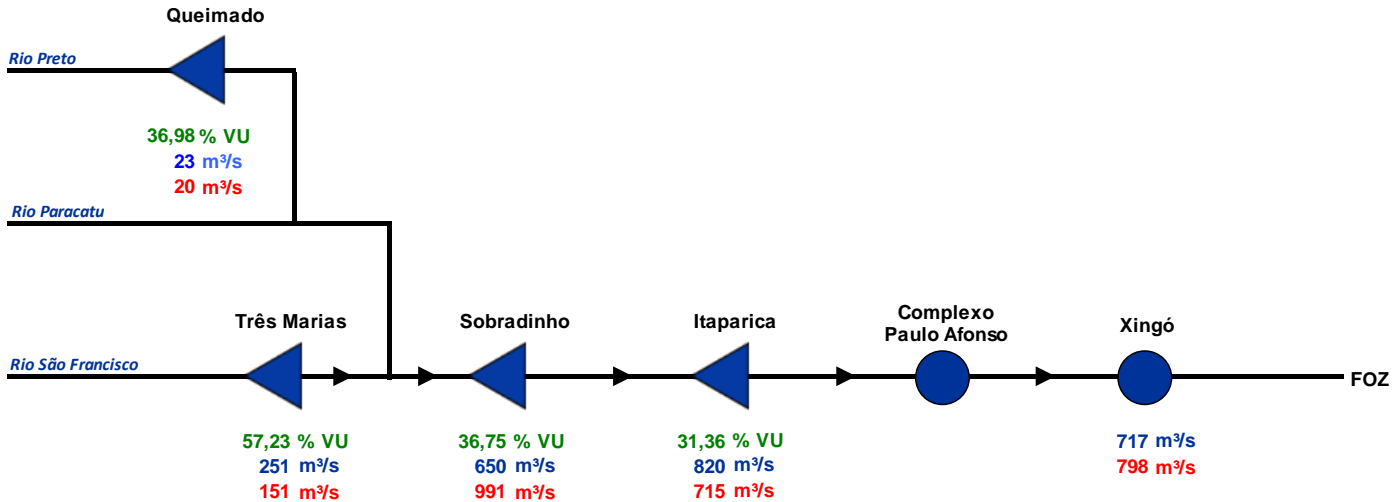 Queimado
Rio Preto
36,98 % VU
23 m³/s
20 m³/s
Rio Paracatu
Três Marias
Sobradinho
Itaparica
Complexo
Paulo Afonso
Xingó
Rio São Francisco
FOZ
57,23 % VU
251 m³/s
151 m³/s
36,75 % VU
650 m³/s
991 m³/s
31,36 % VU
820 m³/s
715 m³/s
717 m³/s
798 m³/s